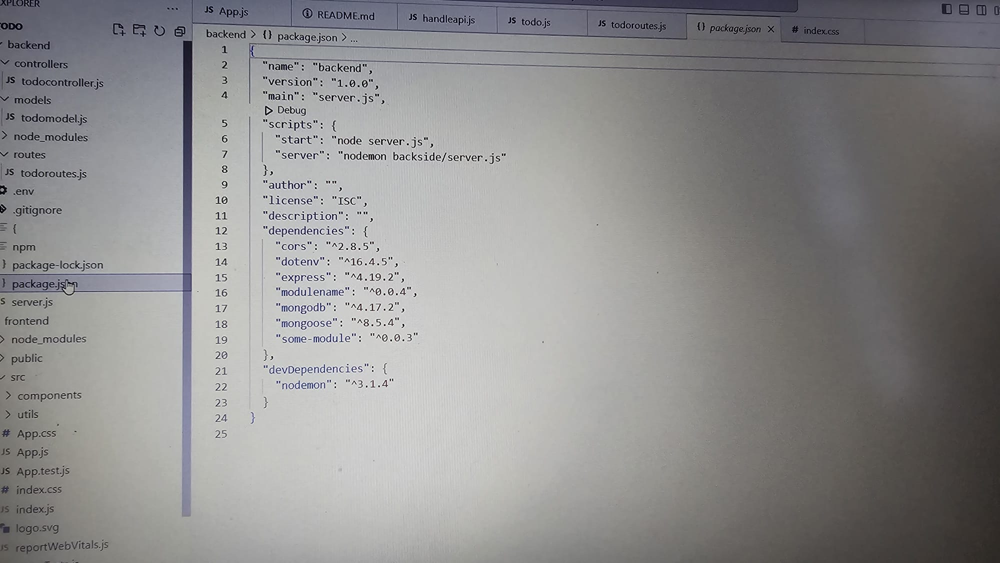 XPLORER
...
TODO
backend
controllers
JS todocontroller.js
models
JS todomodel.js
node_modules
routes
JS todoroutes.js
.env
.gitignore
{
npm
} package-lock.json
} package.json
S server.js
frontend
node_modules
public
src
components
utils
# App.css
JS App.js
JS App.test.js
# index.css
JS index.js
logo.svg
JS reportWebVitals.js
JS App.js
README.md
JS handleapi.js
JS todo.js
JS todoroutes.js
{} package.json ×
# index.css
backend > {} package.json > ...
1 {
2 "name": "backend",
3 "version": "1.0.0",
4 "main": "server.js",
Debug
5 "scripts": {
6 "start": "node server.js",
7 "server": "nodemon backside/server.js"
8 },
9 "author": "",
10 "license": "ISC",
11 "description": "",
12 "dependencies": {
13 "cors": "^2.8.5",
14 "dotenv": "^16.4.5",
15 "express": "^4.19.2",
16 "modulename": "^0.0.4",
17 "mongodb": "^4.17.2",
18 "mongoose": "^8.5.4",
19 "some-module": "^0.0.3"
20 },
21 "devDependencies": {
22 "nodemon": "^3.1.4"
23 }
24 }
25